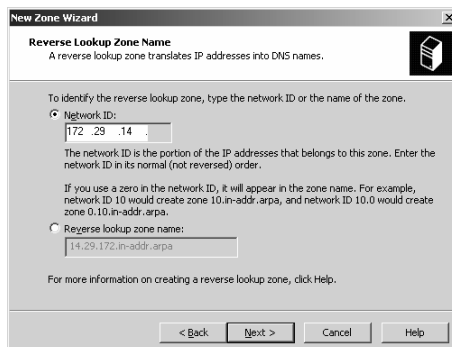 New Zone Wizard
Reverse Lookup Zone Name
A reverse lookup zone translates IP addresses into DNS names.
To identify the reverse lookup zone, type the network ID or the name of the zone.
Network ID:
172 .29 .14 .
The network ID is the portion of the IP addresses that belongs to this zone. Enter the
network ID in its normal (not reversed) order.
If you use a zero in the network ID, it will appear in the zone name. For example,
network ID 10 would create zone 10.in-addr.arpa, and network ID 10.0 would create
zone 0.10.in-addr.arpa.
Reverse lookup zone name:
14.29.172.in-addr.arpa
For more information on creating a reverse lookup zone, click Help.
< Back Next > Cancel Help